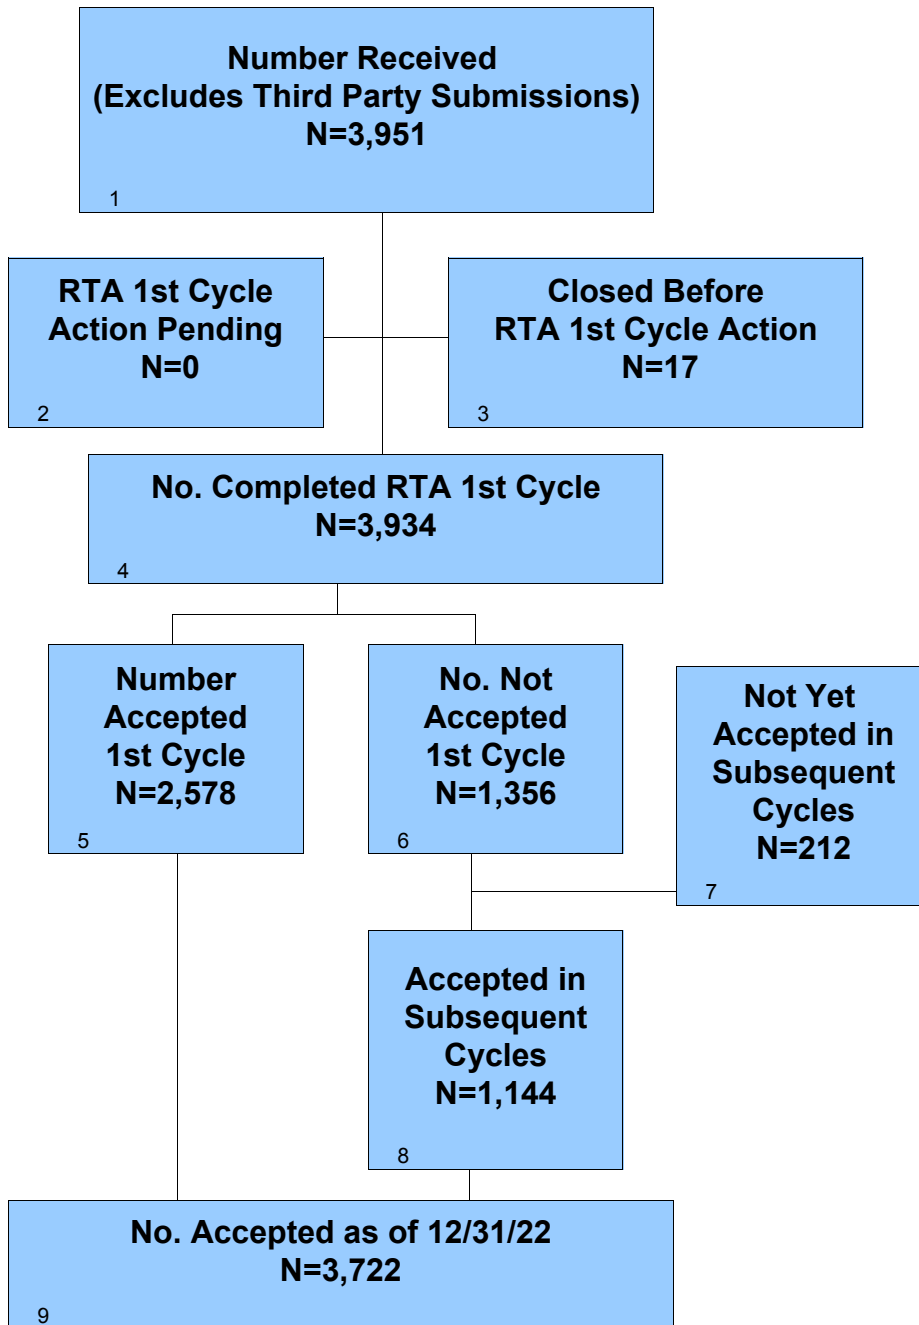 Number Received
(Excludes Third Party Submissions)
N=3,951
1
RTA 1st Cycle
Action Pending
N=0
2
Closed Before
RTA 1st Cycle Action
N=17
3
No. Completed RTA 1st Cycle
N=3,934
4
Number
Accepted
1st Cycle
N=2,578
5
No. Not
Accepted
1st Cycle
N=1,356
6
Not Yet
Accepted in
Subsequent
Cycles
N=212
7
Accepted in
Subsequent
Cycles
N=1,144
8
No. Accepted as of 12/31/22
N=3,722
9